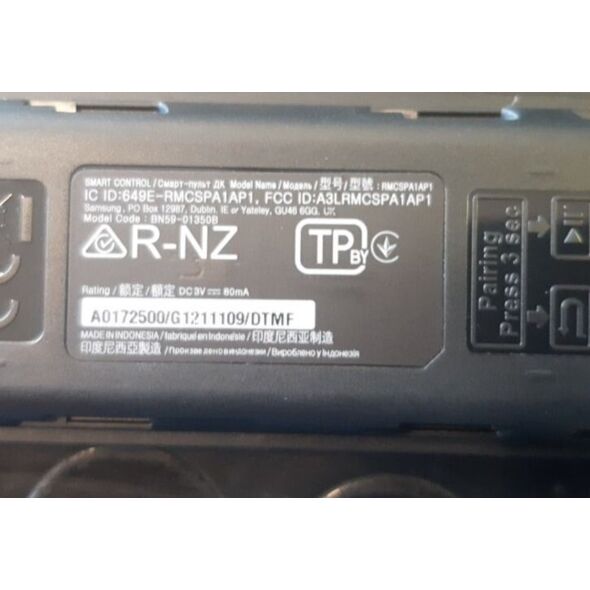 SMART CONTROL / Смарт-пульт ДК Model Name / Модель / 型号 / 型號 : RMCSPA1AP1
IC ID:649E-RMCSPA1AP1, FCC ID:A3LRMCSPA1AP1
Samsung, PO Box 12987, Dublin. IE or Yateley, GU46 6GG. UK
Model Code : BN59-01350B
R-NZ
TP BY
Rating / 额定 / 額定 DC 3V 80mA
A0172500/G1211109/DTMF
MADE IN INDONESIA / fabriqué en Indonésie / 印度尼西亚制造
印度尼西亞製造 / Произведено в Индонезии / Вироблено у Індонезія
Pairing
Press 3 sec